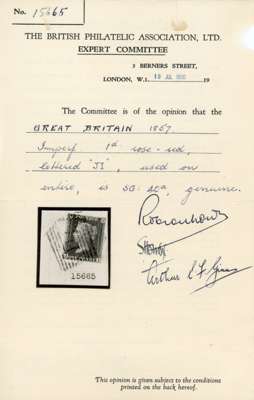 No. 15665
THE BRITISH PHILATELIC ASSOCIATION, LTD.
EXPERT COMMITTEE
3 BERNERS STREET,
LONDON, W.1. 19
The Committee is of the opinion that the
GREAT BRITAIN 1857
Imperf 1d. rose-red,
lettered "JI", used on
entire, is SG. 40a, genuine.
15665
This opinion is given subject to the conditions
printed on the back hereof.